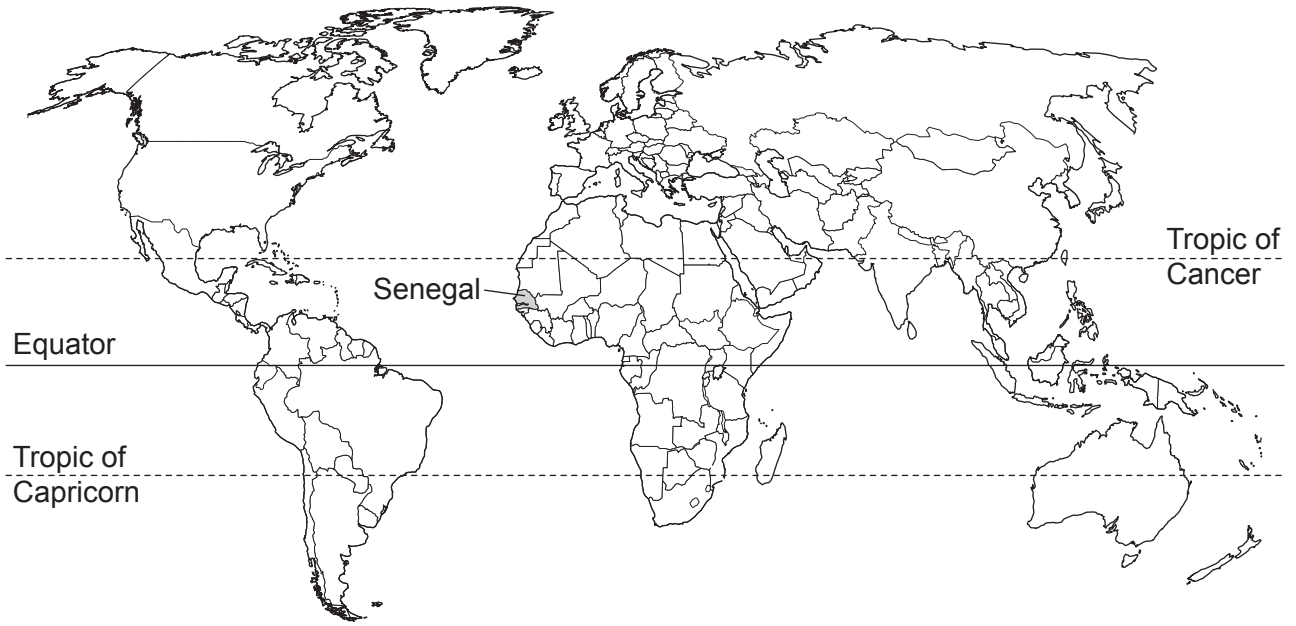 Tropic of
Cancer
Senegal
Equator
Tropic of
Capricorn